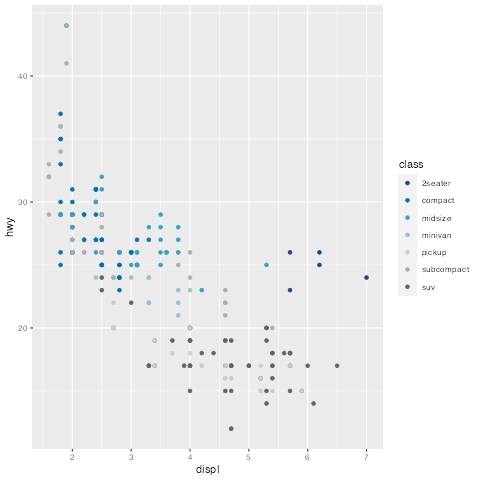 40
30
20
hwy
2 3 4 5 6 7
displ
class
2seater
compact
midsize
minivan
pickup
subcompact
suv